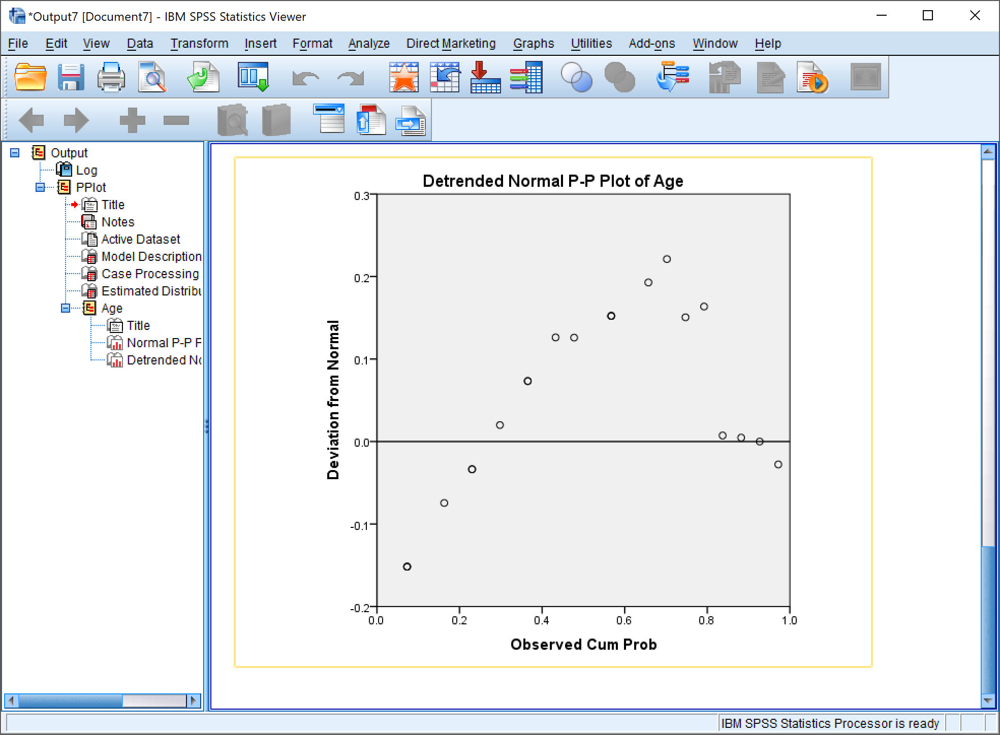 *Output7 [Document7] - IBM SPSS Statistics Viewer
File Edit View Data Transform Insert Format Analyze Direct Marketing Graphs Utilities Add-ons Window Help
Output
Log
PPlot
Title
Notes
Active Dataset
Model Description
Case Processing
Estimated Distribu
Age
Title
Normal P-P P
Detrended No
Detrended Normal P-P Plot of Age
Deviation from Normal
0.3
0.2
0.1
0.0
-0.1
-0.2
0.0 0.2 0.4 0.6 0.8 1.0
Observed Cum Prob
IBM SPSS Statistics Processor is ready